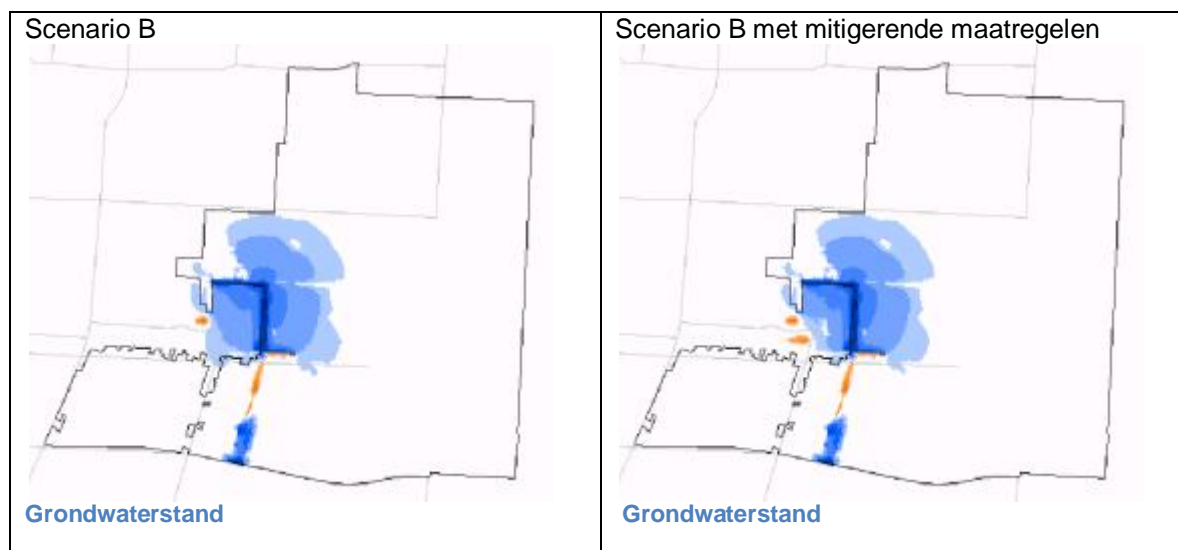 Scenario B
Scenario B met mitigerende maatregelen
Grondwaterstand
Grondwaterstand